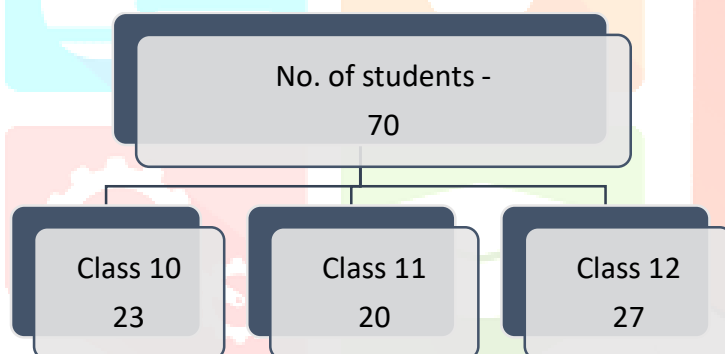 No. of students -
70
Class 10
23
Class 11
20
Class 12
27